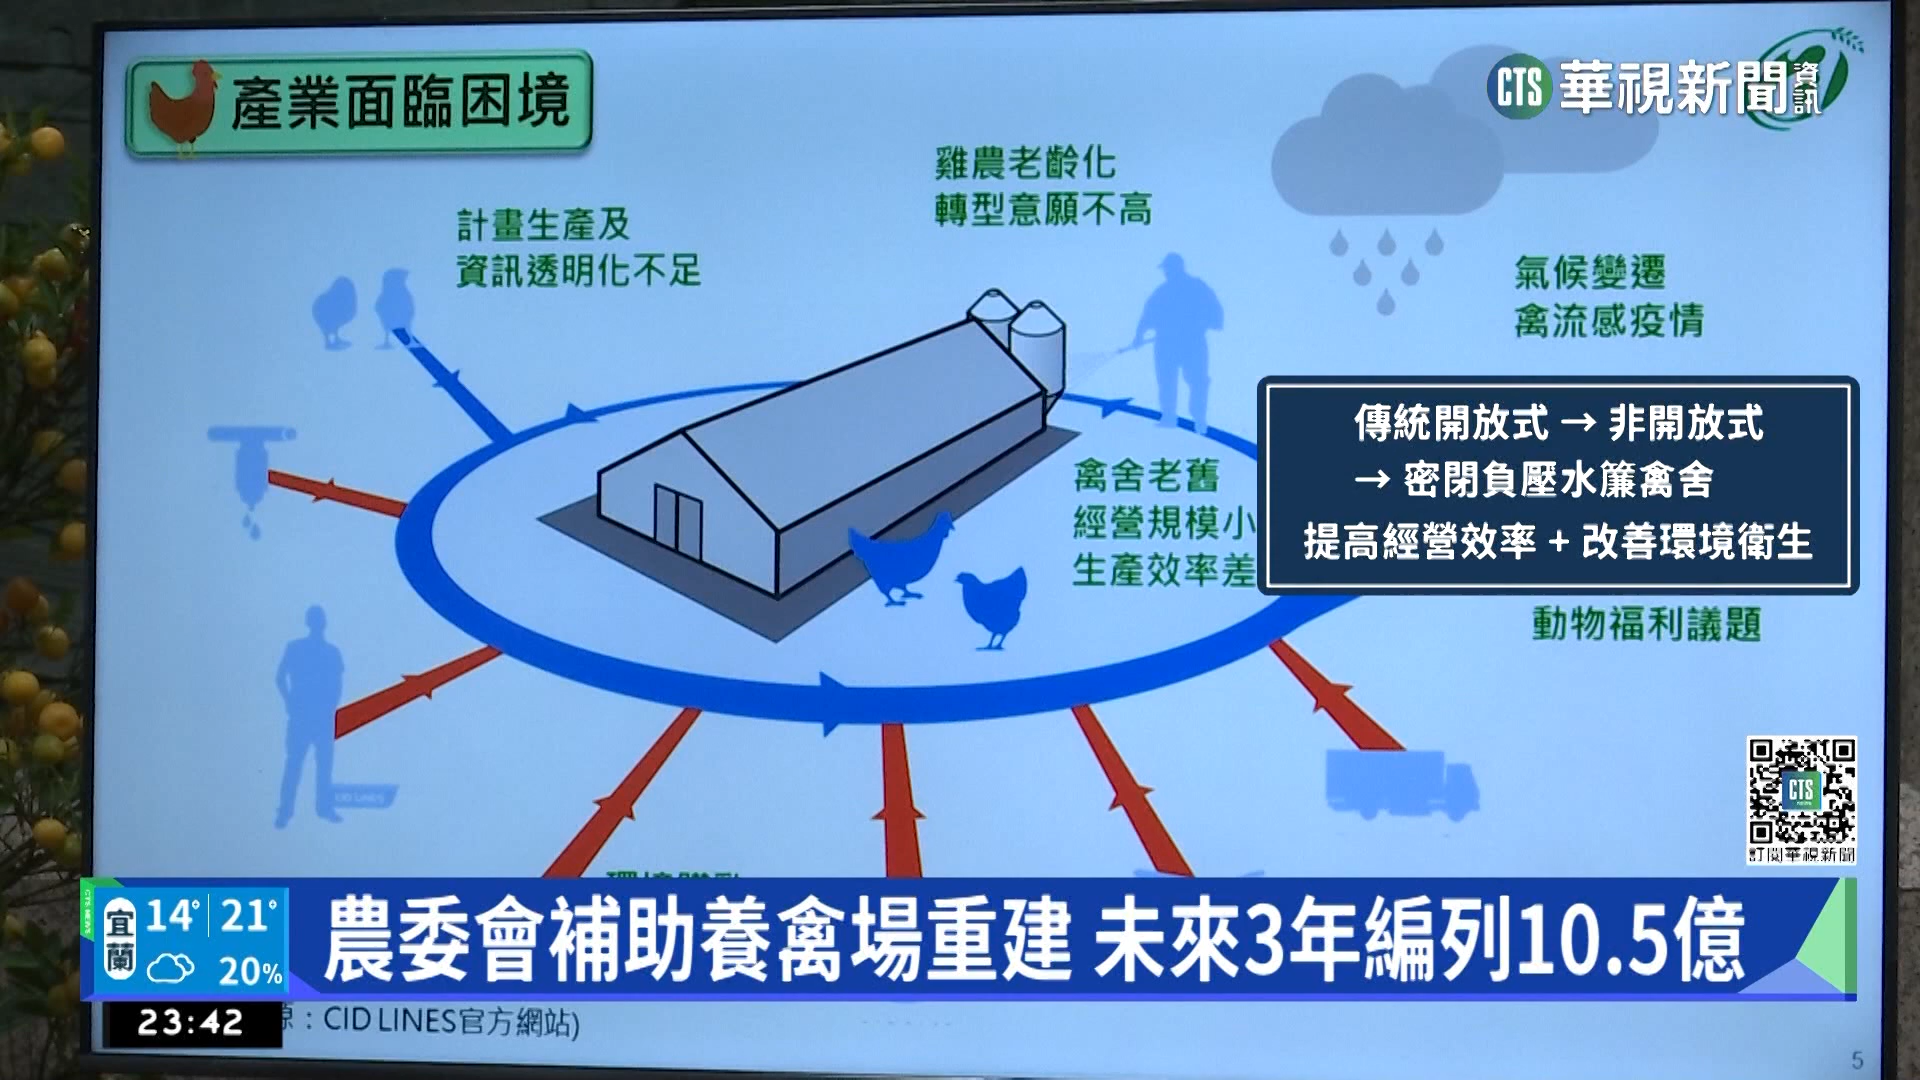 產業面臨困境
CTS 華視新聞資訊
雞農老齡化
轉型意願不高
計畫生產及
資訊透明化不足
氣候變遷
禽流感疫情
傳統開放式 → 非開放式
→ 密閉負壓水簾禽舍
提高經營效率 + 改善環境衛生
禽舍老舊
經營規模小
生產效率差
動物福利議題
CID LINES
CTS
訂閱華視新聞
CTS NEWS
宜蘭
14° 21°
20%
農委會補助養禽場重建 未來3年編列10.5億
23:42
源：CID LINES官方網站)
5